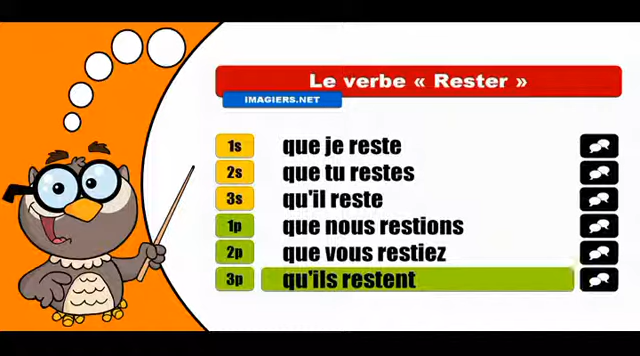 Le verbe « Rester »
IMAGIERS.NET
1s que je reste
2s que tu restes
3s qu'il reste
1p que nous restions
2p que vous restiez
3p qu'ils restent